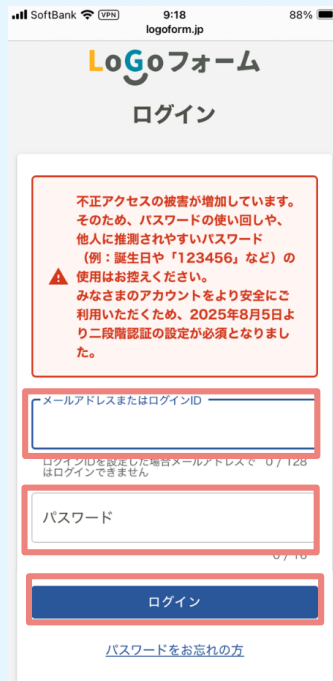 SoftBank VPN 9:18 88%
logoform.jp
LoGoフォーム
ログイン
不正アクセスの被害が増加しています。
そのため、パスワードの使い回しや、
他人に推測されやすいパスワード
（例：誕生日や「123456」など）の
使用はお控えください。
みなさまのアカウントをより安全にご
利用いただくため、2025年8月5日よ
り二段階認証の設定が必須となりまし
た。
メールアドレスまたはログインID
ログインIDを設定した場合メールアドレスで 0 / 128
はログインできません
パスワード
0 / 16
ログイン
パスワードをお忘れの方